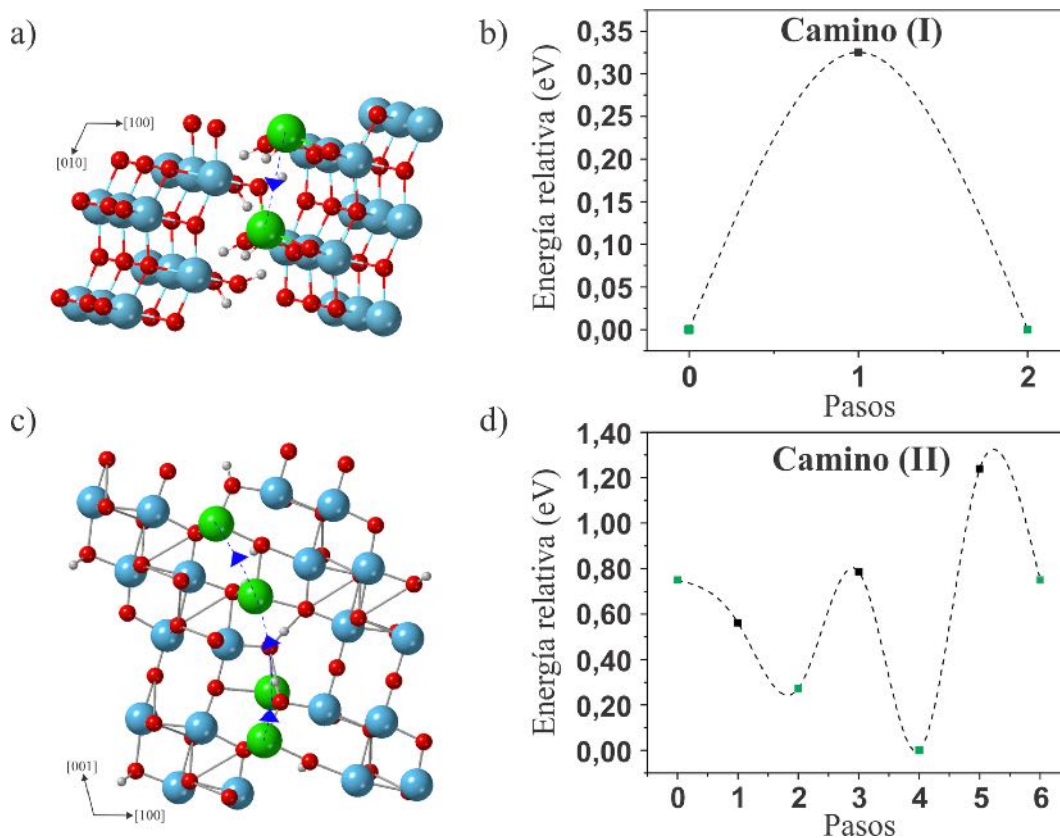 a)
[100]
[010]
b)
Camino (I)
Energía relativa (eV)
0,35
0,30
0,25
0,20
0,15
0,10
0,05
0,00
0 1 2
Pasos
c)
[001]
[100]
d)
Camino (II)
Energía relativa (eV)
1,40
1,20
1,00
0,80
0,60
0,40
0,20
0,00
0 1 2 3 4 5 6
Pasos